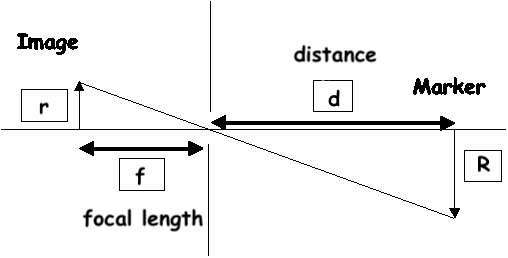 Image
distance
d
Marker
r
R
f
focal length